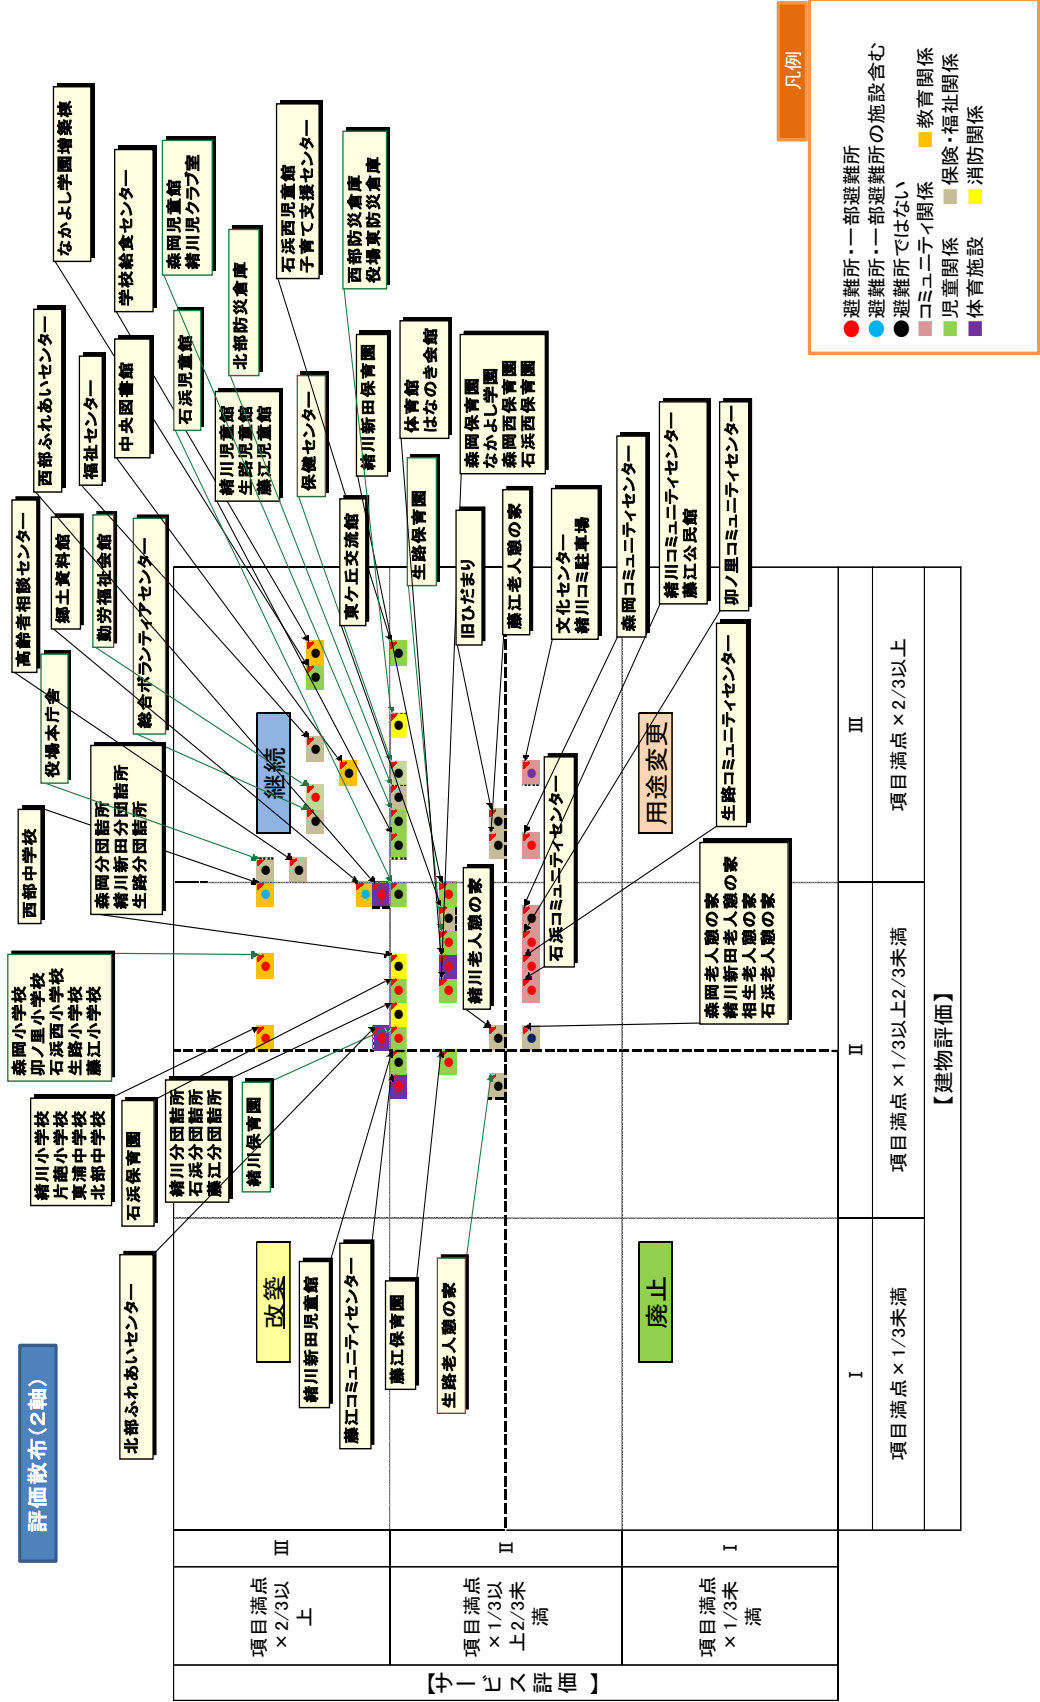 評価散布(2軸)
北部ふれあいセンター
緒川小学校
片葩小学校
東浦中学校
北部中学校
森岡小学校
卯ノ里小学校
石浜西小学校
生路小学校
藤江小学校
石浜保育園
緒川分団詰所
石浜分団詰所
藤江分団詰所
緒川保育園
西部中学校
森岡分団詰所
緒川新田分団詰所
生路分団詰所
役場本庁舎
高齢者相談センター
郷土資料館
勤労福祉会館
総合ボランティアセンター
西部ふれあいセンター
福祉センター
中央図書館
なかよし学園増築棟
学校給食センター
森岡児童館
緒川児クラブ室
石浜児童館
北部防災倉庫
緒川児童館
生路児童館
藤江児童館
保健センター
石浜西児童館
子育て支援センター
西部防災倉庫
役場東防災倉庫
東ケ丘交流館
緒川新田保育園
体育館
はなのき会館
生路保育園
森岡保育園
なかよし学園
森岡西保育園
石浜西保育園
旧ひだまり
藤江老人憩の家
文化センター
緒川コミ駐車場
森岡コミュニティセンター
緒川コミュニティセンター
藤江公民館
卯ノ里コミュニティセンター
生路コミュニティセンター
石浜コミュニティセンター
緒川老人憩の家
森岡老人憩の家
緒川新田老人憩の家
相生老人憩の家
石浜老人憩の家
緒川新田児童館
藤江コミュニティセンター
藤江保育園
生路老人憩の家
改築
継続
廃止
用途変更
【サービス評価 】
項目満点
×2/3以
上
Ⅲ
項目満点
×1/3以
上2/3未
満
Ⅱ
項目満点
×1/3未
満
Ⅰ
Ⅰ
Ⅱ
Ⅲ
項目満点×1/3未満
項目満点×1/3以上2/3未満
項目満点×2/3以上
【建物評価】
凡例
避難所・一部避難所
避難所・一部避難所の施設含む
避難所ではない
コミュニティ関係
教育関係
児童関係
保険・福祉関係
体育施設
消防関係